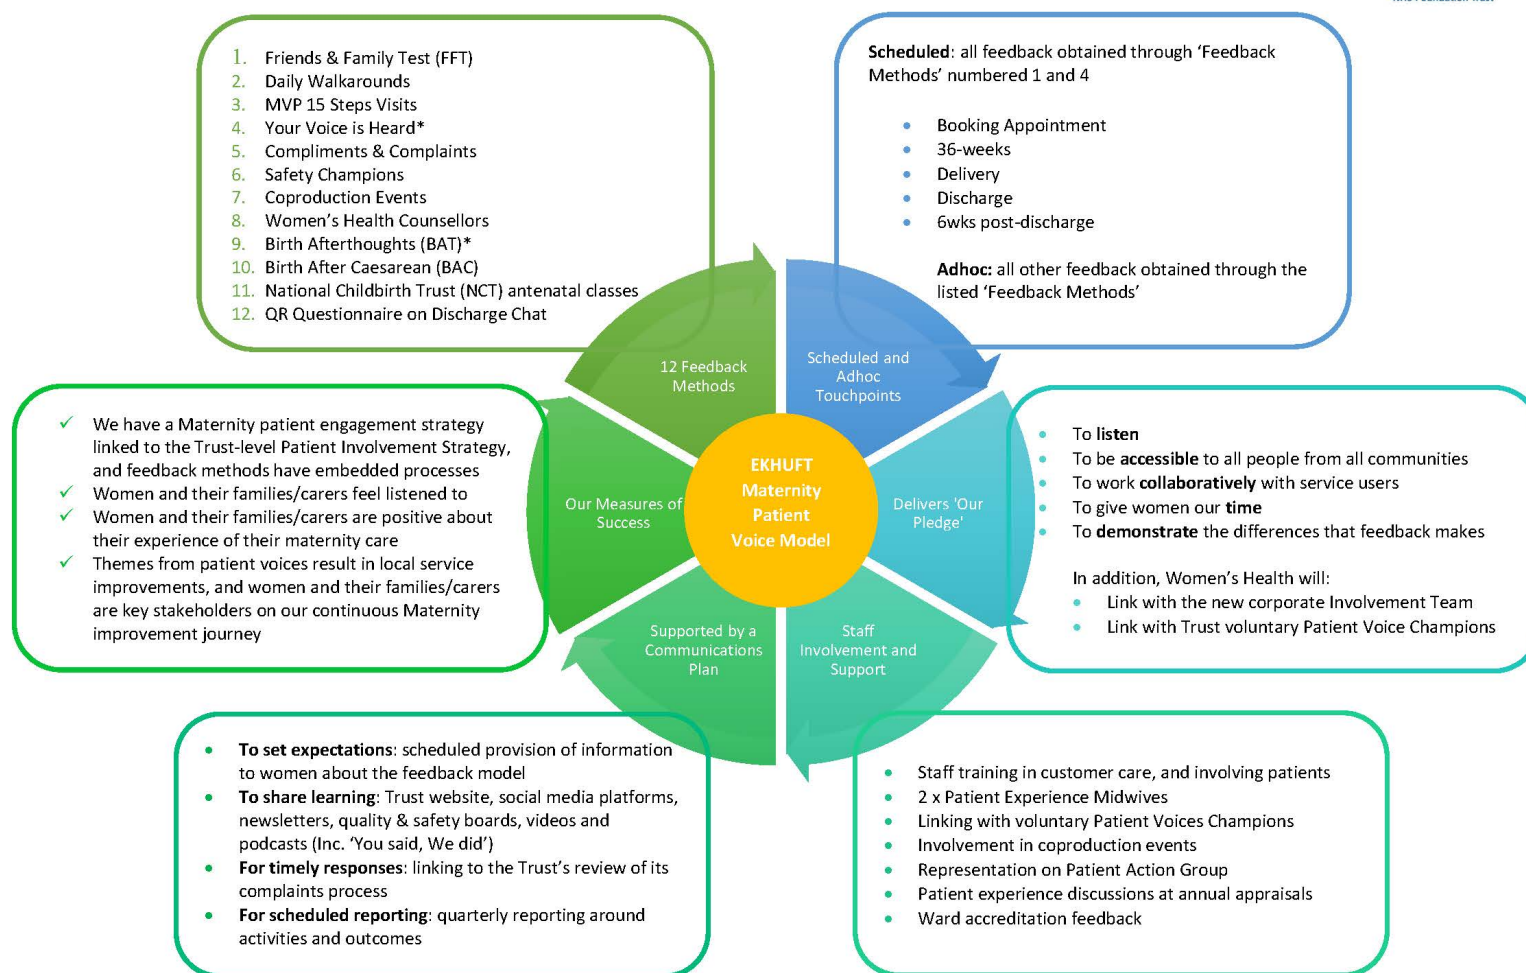 NHS Foundation Trust
1. Friends & Family Test (FFT)
2. Daily Walkarounds
3. MVP 15 Steps Visits
4. Your Voice is Heard*
5. Compliments & Complaints
6. Safety Champions
7. Coproduction Events
8. Women's Health Counsellors
9. Birth Afterthoughts (BAT)*
10. Birth After Caesarean (BAC)
11. National Childbirth Trust (NCT) antenatal classes
12. QR Questionnaire on Discharge Chat
Scheduled: all feedback obtained through ‘Feedback
Methods’ numbered 1 and 4
• Booking Appointment
• 36-weeks
• Delivery
• Discharge
• 6wks post-discharge
Adhoc: all other feedback obtained through the
listed ‘Feedback Methods’
12 Feedback
Methods
Scheduled and
Adhoc
Touchpoints
✓ We have a Maternity patient engagement strategy
linked to the Trust-level Patient Involvement Strategy,
and feedback methods have embedded processes
✓ Women and their families/carers feel listened to
✓ Women and their families/carers are positive about
their experience of their maternity care
✓ Themes from patient voices result in local service
improvements, and women and their families/carers
are key stakeholders on our continuous Maternity
improvement journey
Our Measures of
Success
EKHUFT
Maternity
Patient
Voice Model
Delivers 'Our
Pledge'
• To listen
• To be accessible to all people from all communities
• To work collaboratively with service users
• To give women our time
• To demonstrate the differences that feedback makes
In addition, Women's Health will:
• Link with the new corporate Involvement Team
• Link with Trust voluntary Patient Voice Champions
Supported by a
Communications
Plan
Staff
Involvement and
Support
• To set expectations: scheduled provision of information
to women about the feedback model
• To share learning: Trust website, social media platforms,
newsletters, quality & safety boards, videos and
podcasts (Inc. ‘You said, We did’)
• For timely responses: linking to the Trust's review of its
complaints process
• For scheduled reporting: quarterly reporting around
activities and outcomes
• Staff training in customer care, and involving patients
• 2 x Patient Experience Midwives
• Linking with voluntary Patient Voices Champions
• Involvement in coproduction events
• Representation on Patient Action Group
• Patient experience discussions at annual appraisals
• Ward accreditation feedback